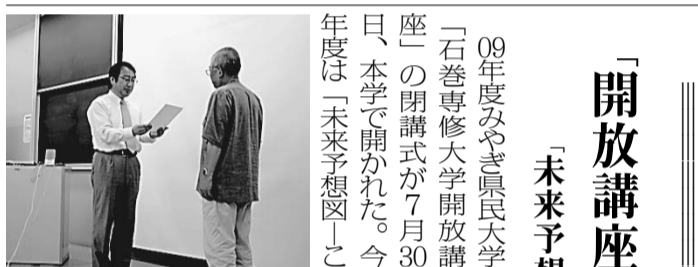 「開放講座
「未来予想
09年度みやぎ県民大学
「石巻専修大学開放講
座」の閉講式が7月30
日、本学で開かれた。今
年度は「未来予想図―こ